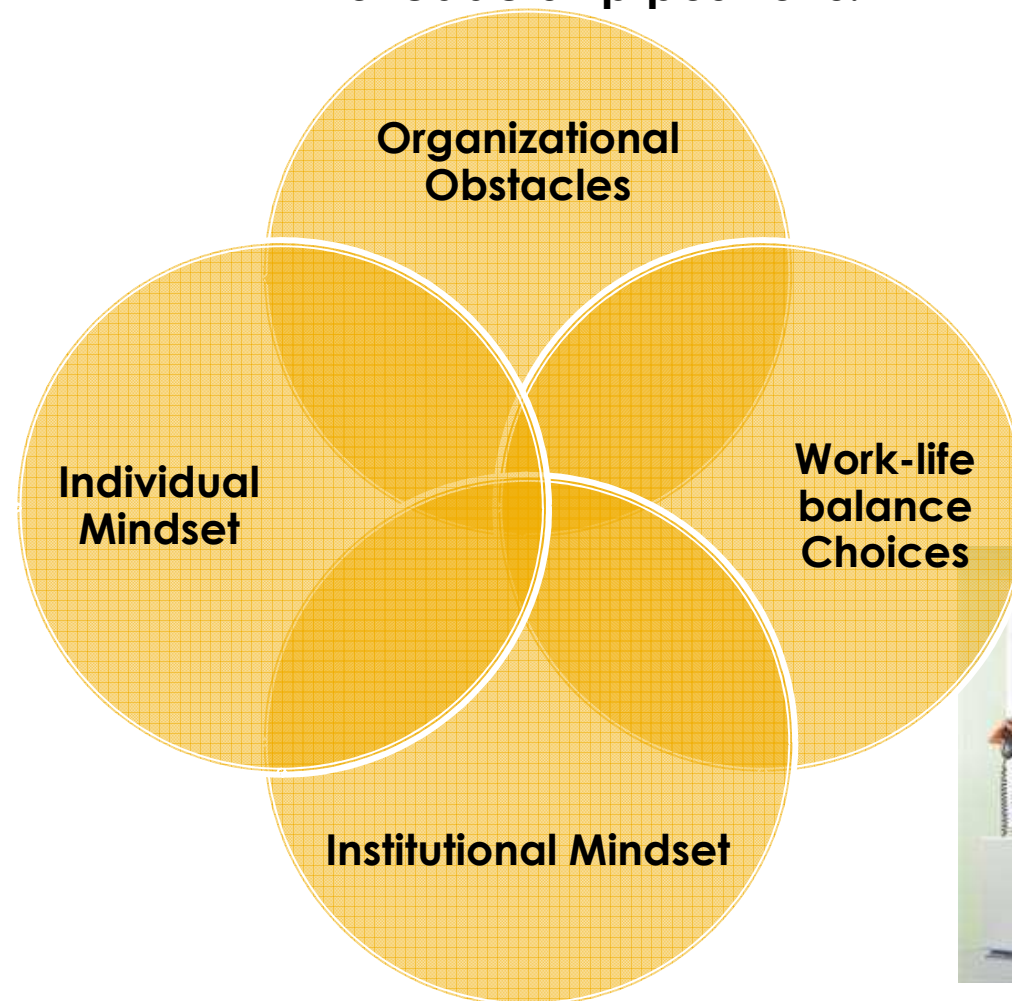 Organizational
Obstacles
Individual
Mindset
Work-life
balance
Choices
Institutional Mindset